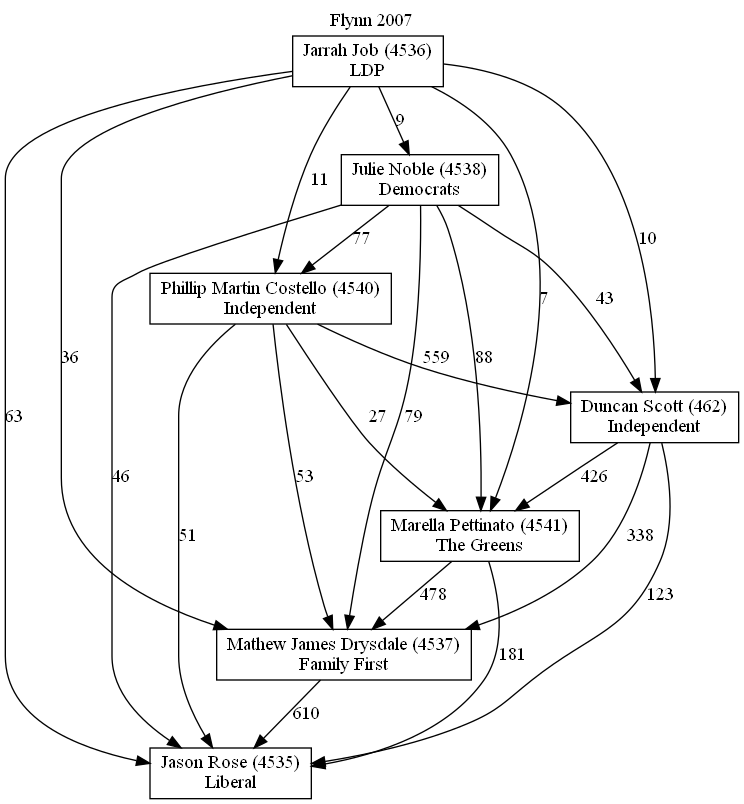 Flynn 2007
Jarrah Job (4536)
LDP
9
Julie Noble (4538)
Democrats
11
77
10
Phillip Martin Costello (4540)
Independent
7
43
36
559
88
Duncan Scott (462)
Independent
63
27
79
46
53
426
Marella Pettinato (4541)
The Greens
51
338
478
123
Mathew James Drysdale (4537)
Family First
181
610
Jason Rose (4535)
Liberal